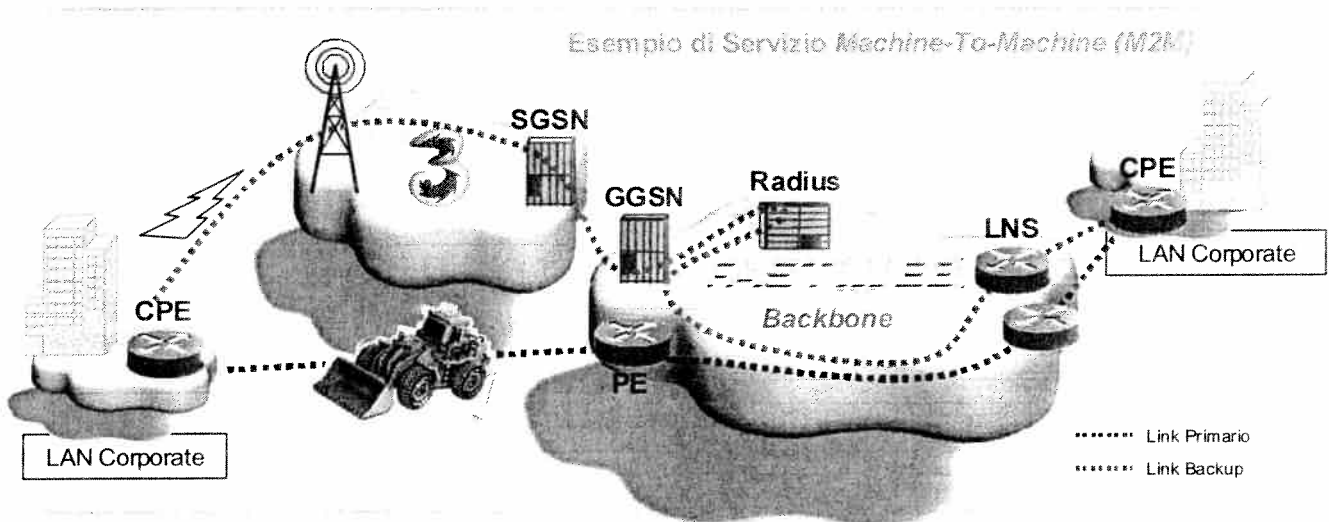 Esempio di Servizio Machine-To-Machine (M2M)
SGSN
3
CPE
GGSN
Radius
LNS
LAN Corporate
CPE
Backbone
PE
LAN Corporate
Link Primario
Link Backup